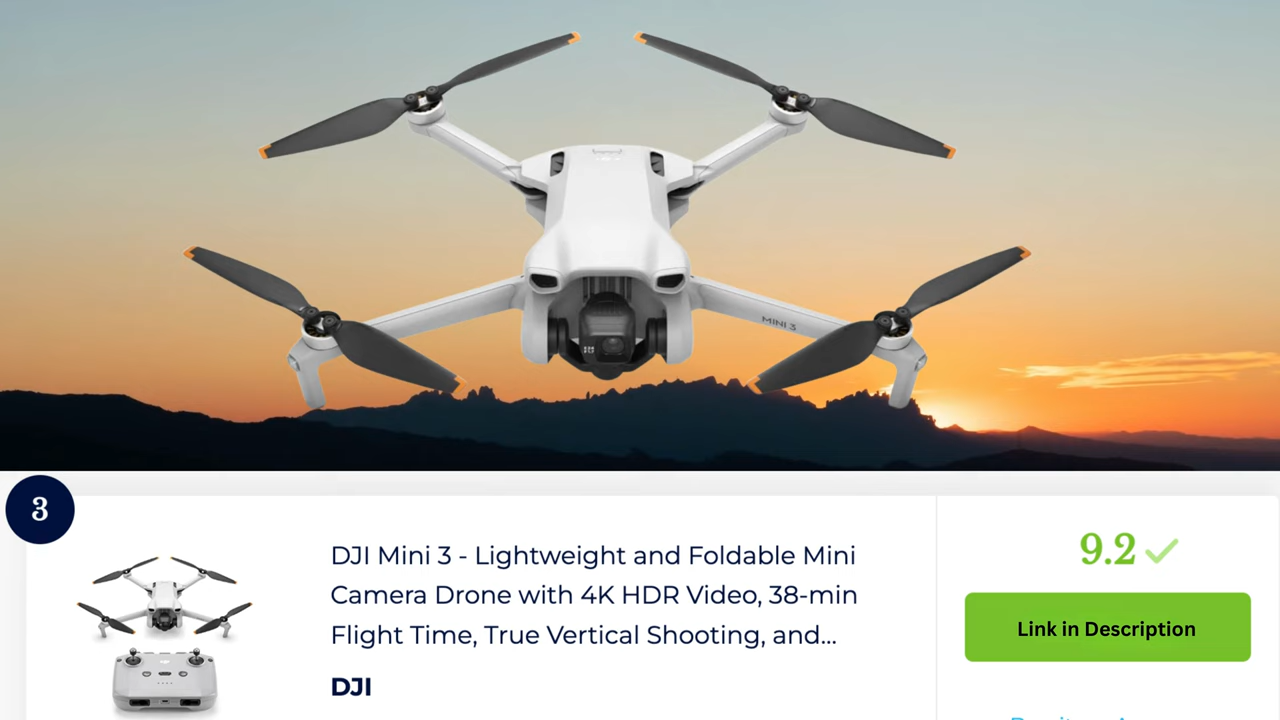 MINI 3
3
DJI Mini 3 - Lightweight and Foldable Mini
Camera Drone with 4K HDR Video, 38-min
Flight Time, True Vertical Shooting, and...
DJI
9.2
Link in Description